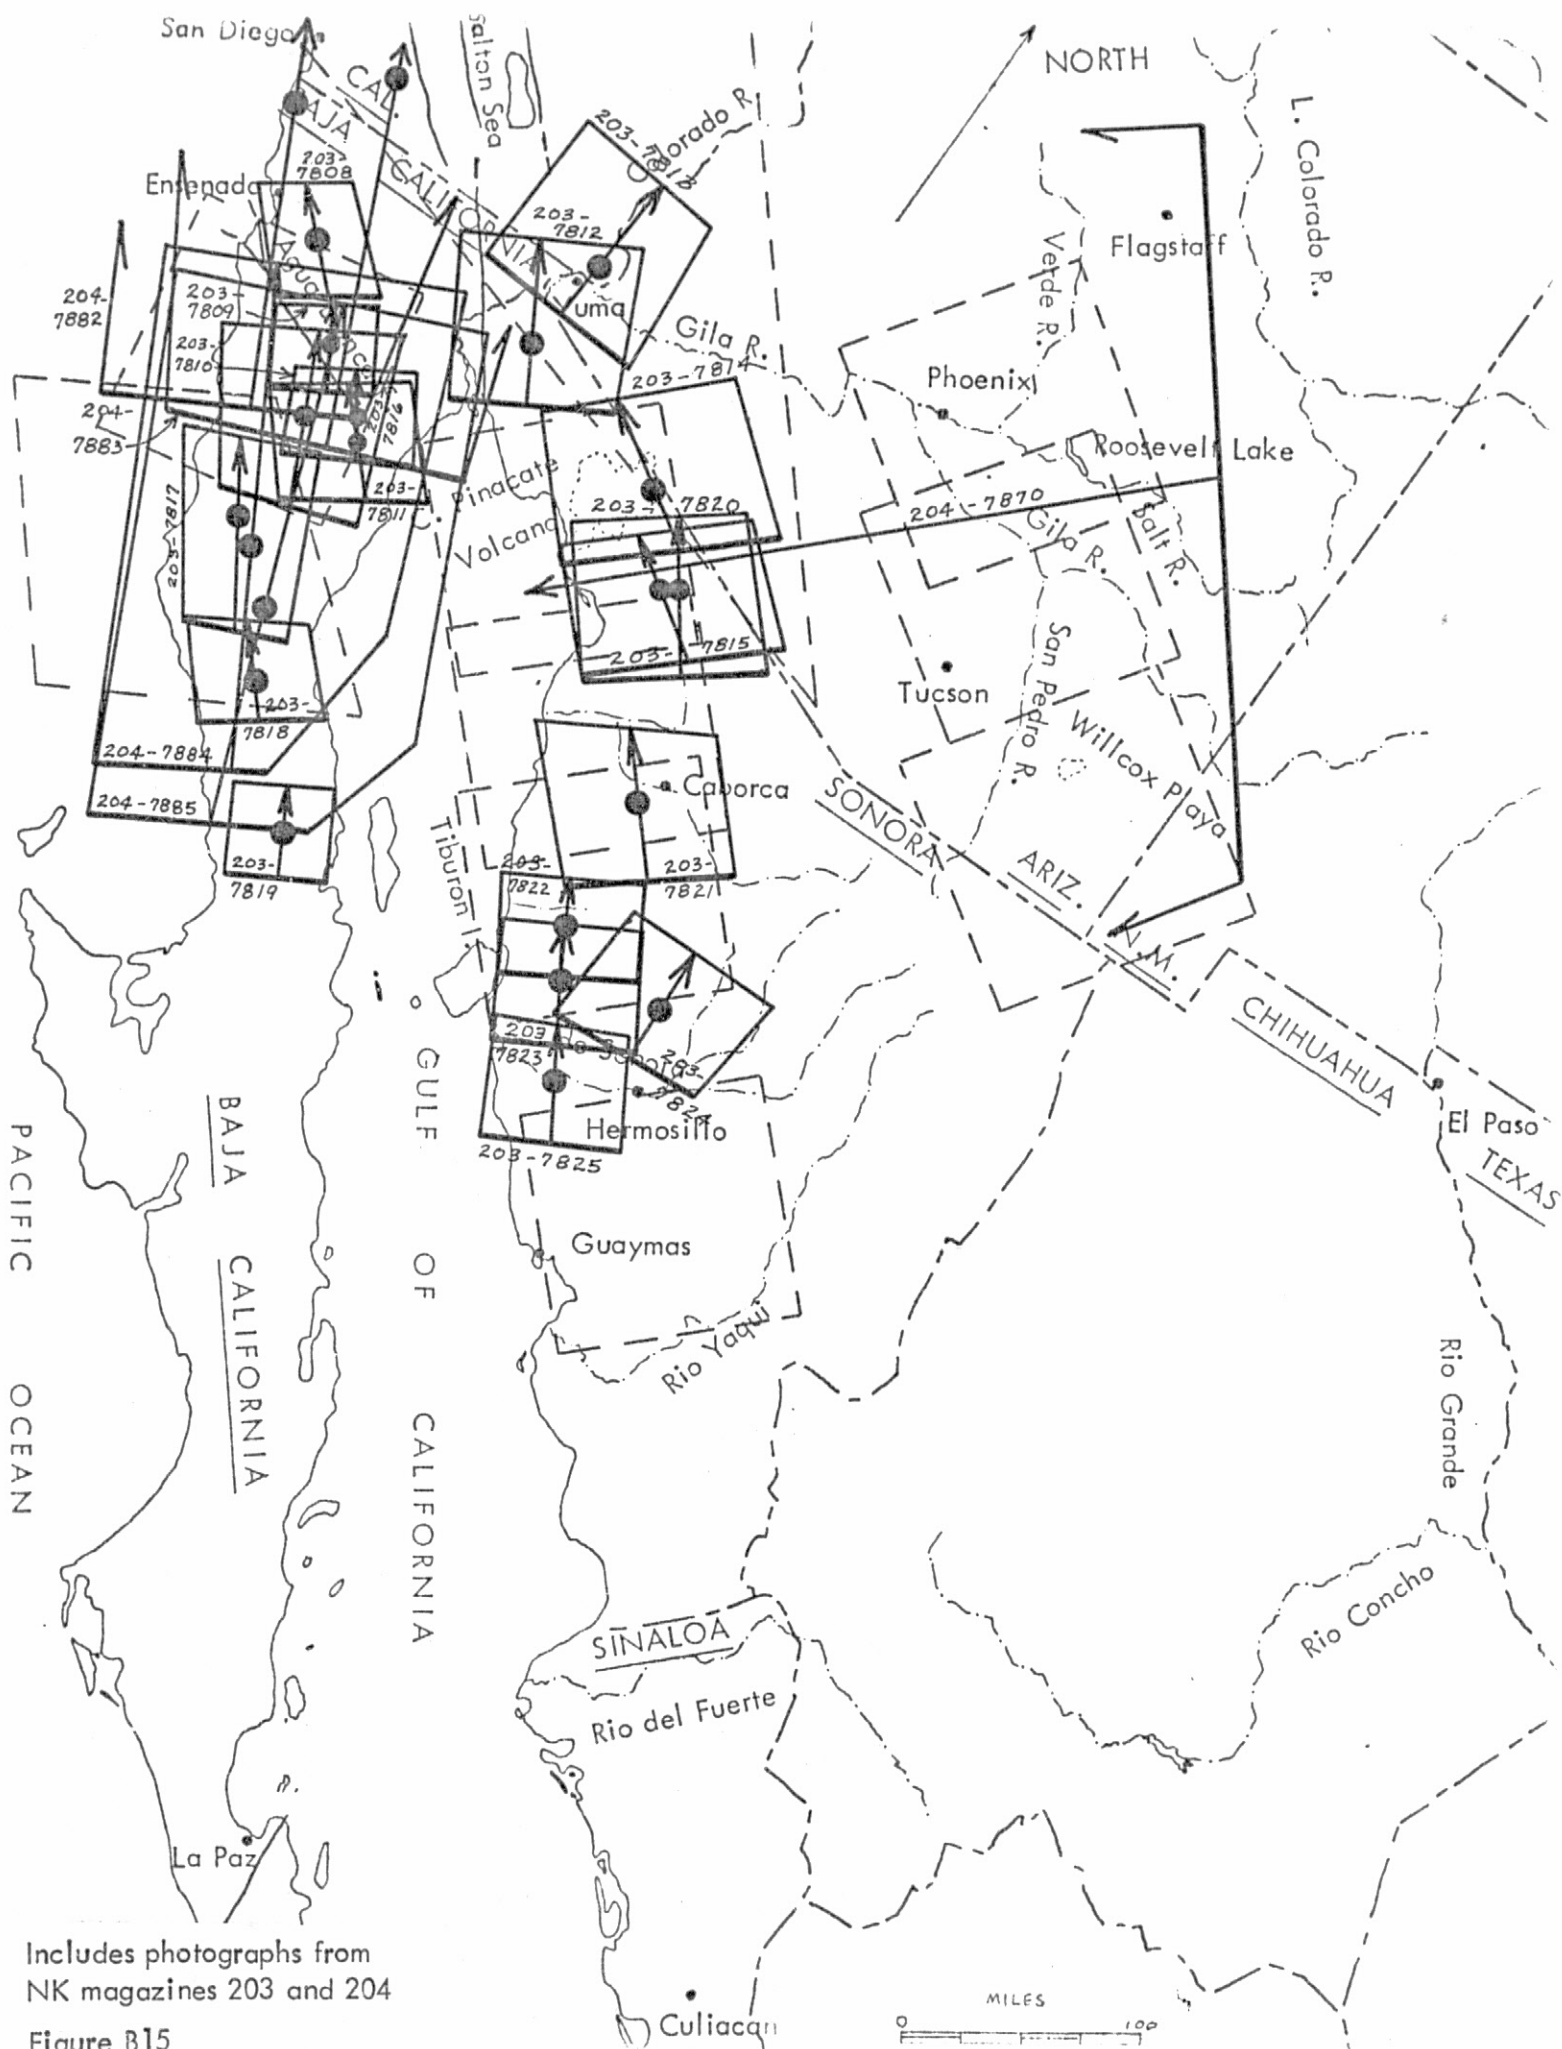 San Diego
CAL.
BAJA
CALIFORNIA
Salton Sea
Colorado R.
NORTH
L. Colorado R.
Ensenada
203-
7808
203-7813
203-
7812
Yuma
Flagstaff
Verde R.
204-
7882
203-
7809
203-
7810
Gila R.
203-7814
Phoenix
204-
7883
203-
7816
203-
7811
Pinacate
Volcano
Roosevelt Lake
203-7817
203-7820
204-7870
Gila R.
Salt R.
203-7815
Tucson
San Pedro R.
Willcox Playa
203-
7818
204-7884
204-7885
203-
7819
Caborca
SONORA
ARIZ.
N.M.
Tiburon I.
203-
7822
203-
7821
203
7823
203-
7824
Hermosillo
203-7825
CHIHUAHUA
El Paso
TEXAS
PACIFIC OCEAN
BAJA CALIFORNIA
GULF OF CALIFORNIA
Guaymas
Rio Yaqui
Rio Grande
Rio Concho
SINALOA
Rio del Fuerte
La Paz
Culiacan
MILES
0 100
Includes photographs from
NK magazines 203 and 204
Figure B15